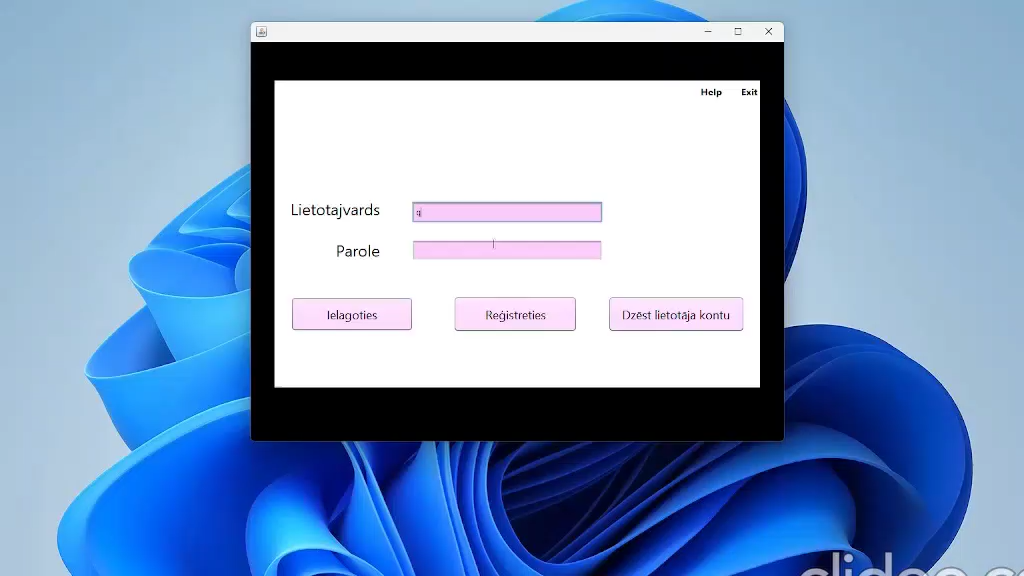 Help Exit
Lietotajvards q
Parole
Ielagoties Reģistreties Dzēst lietotāja kontu